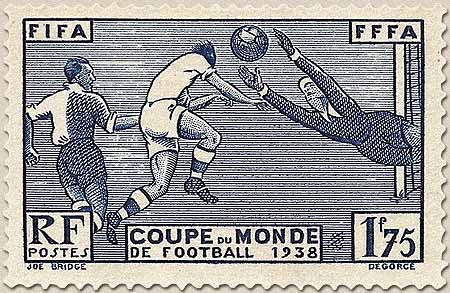 FIFA FFFA
RF
POSTES
COUPE DU MONDE
DE FOOTBALL 1938
1f75
JOE BRIDGE DEGORCE